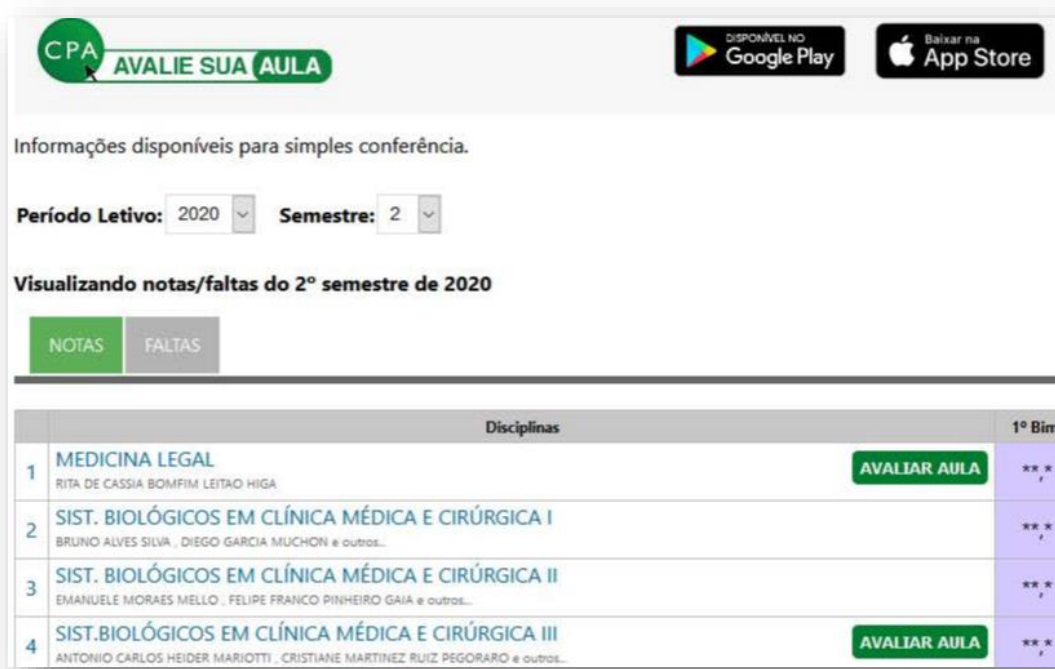 CPA
AVALIE SUA AULA
DISPONÍVEL NO
Google Play
Baixar na
App Store
Informações disponíveis para simples conferência.
Período Letivo: 2020 Semestre: 2
Visualizando notas/faltas do 2º semestre de 2020
NOTAS FALTAS
Disciplinas 1º Bim
1 MEDICINA LEGAL AVALIAR AULA **,*
RITA DE CASSIA BOMFIM LEITAO HIGA
2 SIST. BIOLÓGICOS EM CLÍNICA MÉDICA E CIRÚRGICA I **,*
BRUNO ALVES SILVA , DIEGO GARCIA MUCHON e outros...
3 SIST. BIOLÓGICOS EM CLÍNICA MÉDICA E CIRÚRGICA II **,*
EMANUELE MORAES MELLO , FELIPE FRANCO PINHEIRO GAIA e outros...
4 SIST.BIOLÓGICOS EM CLÍNICA MÉDICA E CIRÚRGICA III AVALIAR AULA **,*
ANTONIO CARLOS HEIDER MARIOTTI , CRISTIANE MARTINEZ RUIZ PEGORARO e outros...